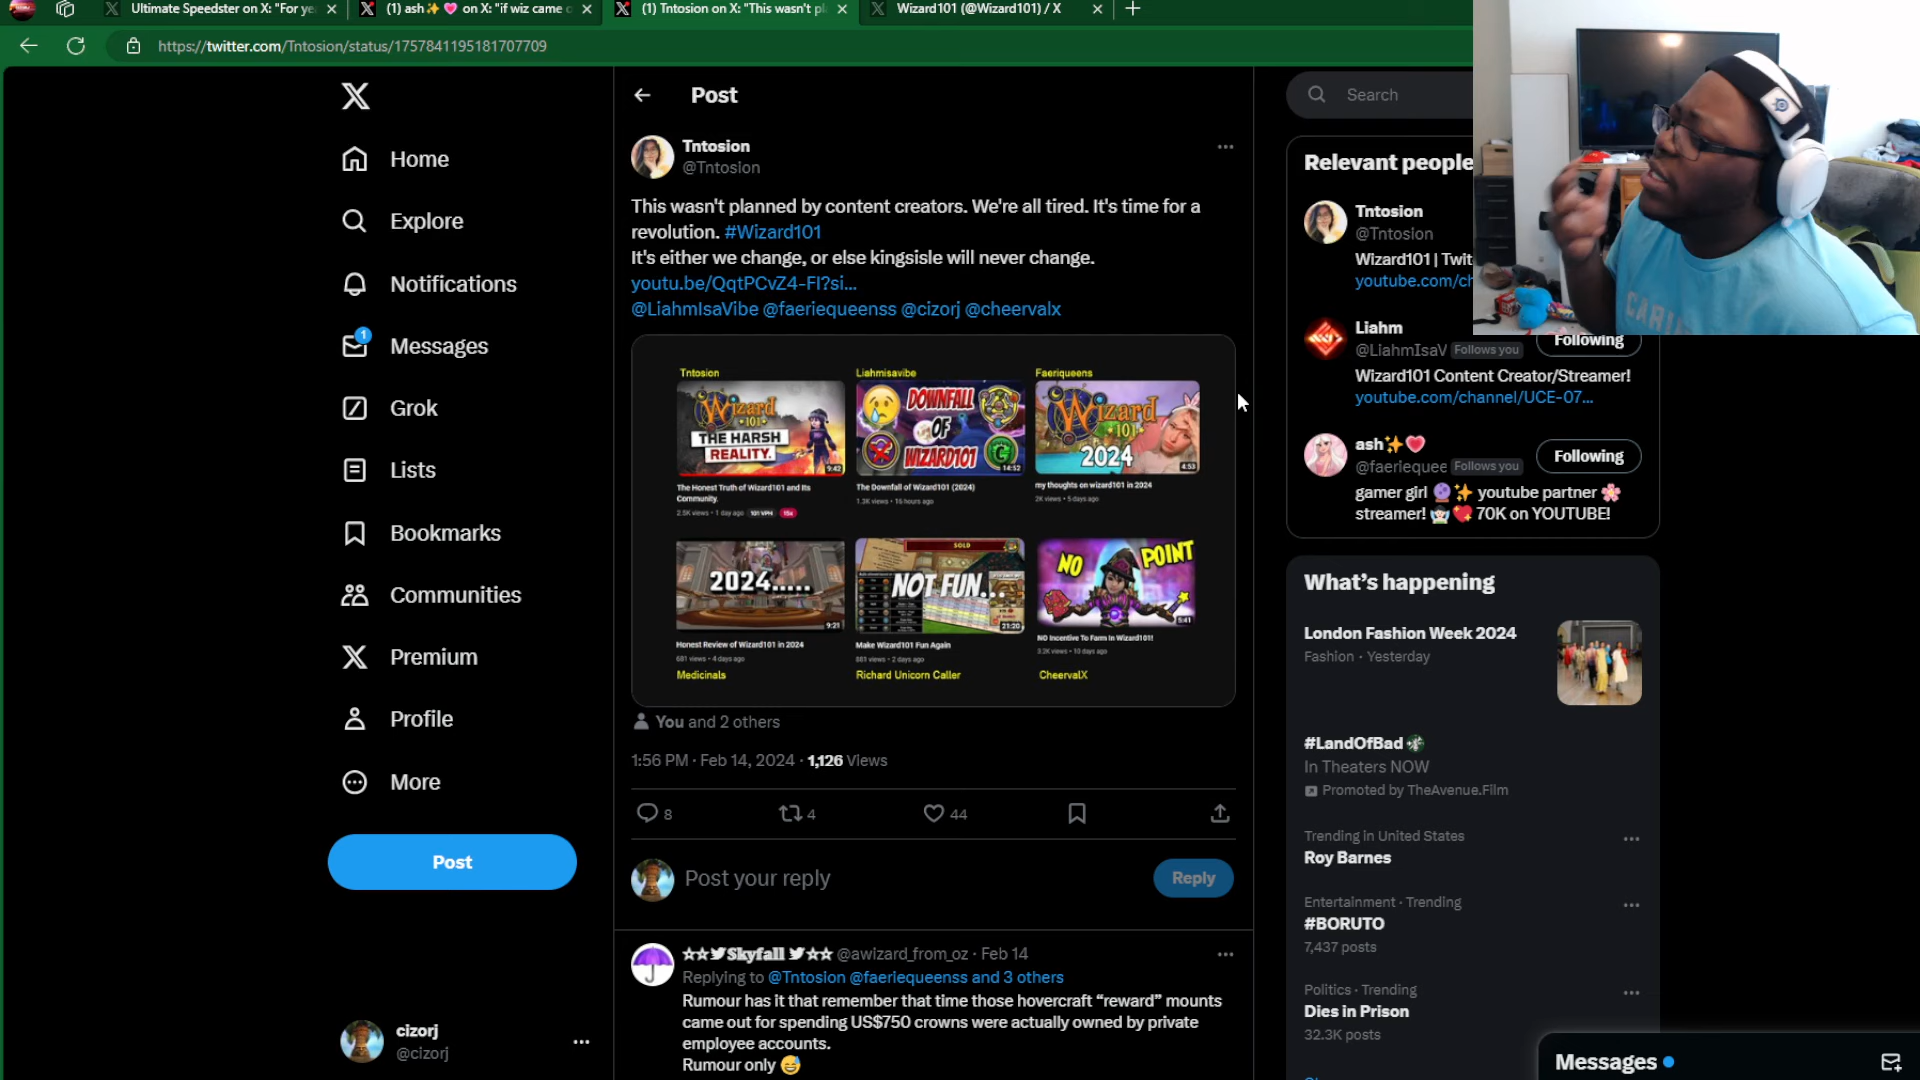 Ultimate Speedster on X: "For ye
(1) ash✨💗 on X: "if wiz came o
(1) Tntosion on X: "This wasn't pl
Wizard101 (@Wizard101) / X
https://twitter.com/Tntosion/status/1757841195181707709
Home
Explore
Notifications
1
Messages
Grok
Lists
Bookmarks
Communities
Premium
Profile
More
Post
cizorj
@cizorj
Post
Tntosion
@Tntosion
This wasn't planned by content creators. We're all tired. It's time for a
revolution. #Wizard101
It's either we change, or else kingsisle will never change.
youtu.be/QqtPCvZ4-FI?si...
@LiahmIsaVibe @faeriequeenss @cizorj @cheervalx
Tntosion
Wizard
101
THE HARSH
REALITY.
9:42
The Honest Truth of Wizard101 and Its
Community.
2.5K views • 1 day ago 101 VPH 15x
Liahmisavibe
DOWNFALL
OF
WIZARD101
14:52
The Downfall of Wizard101 (2024)
1.3K views • 16 hours ago
Faeriqueens
Wizard
101
2024
4:53
my thoughts on wizard101 in 2024
2K views • 5 days ago
2024.....
9:21
Honest Review of Wizard101 in 2024
681 views • 4 days ago
Medicinals
SOLD
NOT FUN...
21:20
Make Wizard101 Fun Again
881 views • 2 days ago
Richard Unicorn Caller
NO POINT
5:41
NO Incentive To Farm In Wizard101!
3.2K views • 10 days ago
CheervalX
You and 2 others
1:56 PM · Feb 14, 2024 · 1,126 Views
8
4
44
Post your reply
Reply
☆☆Skyfall☆☆ @awizard_from_oz · Feb 14
Replying to @Tntosion @faeriequeenss and 3 others
Rumour has it that remember that time those hovercraft “reward” mounts
came out for spending US$750 crowns were actually owned by private
employee accounts.
Rumour only 😅
Search
Relevant people
Tntosion
@Tntosion
Wizard101 | Twit
youtube.com/ch
Liahm
@LiahmIsaV Follows you
Following
Wizard101 Content Creator/Streamer!
youtube.com/channel/UCE-07...
ash✨💗
@faeriequee Follows you
Following
gamer girl 🔮✨ youtube partner 🌸
streamer! 🧝🏻💖 70K on YOUTUBE!
What’s happening
London Fashion Week 2024
Fashion · Yesterday
#LandOfBad
In Theaters NOW
Promoted by TheAvenue.Film
Trending in United States
Roy Barnes
Entertainment · Trending
#BORUTO
7,437 posts
Politics · Trending
Dies in Prison
32.3K posts
Messages